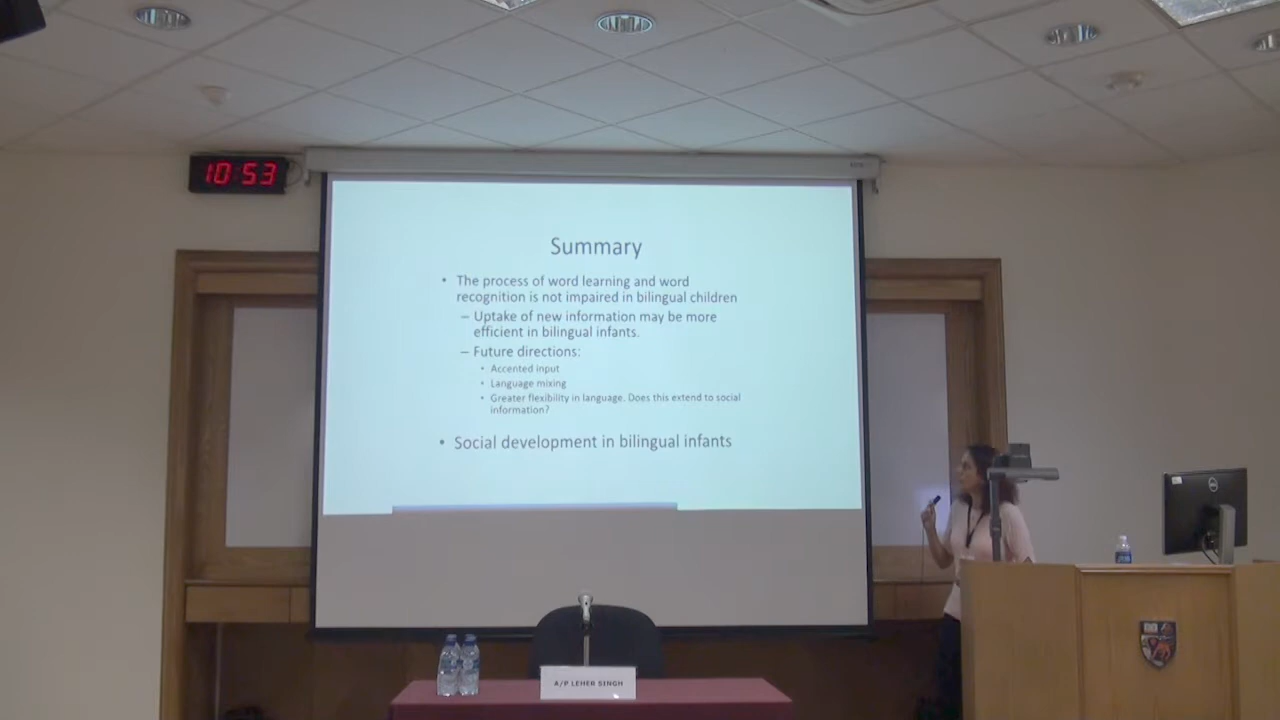 10:53
Summary
• The process of word learning and word
recognition is not impaired in bilingual children
– Uptake of new information may be more
efficient in bilingual infants.
– Future directions:
• Accented input
• Language mixing
• Greater flexibility in language. Does this extend to social
information?
• Social development in bilingual infants
DELL
A/P LEHER SINGH